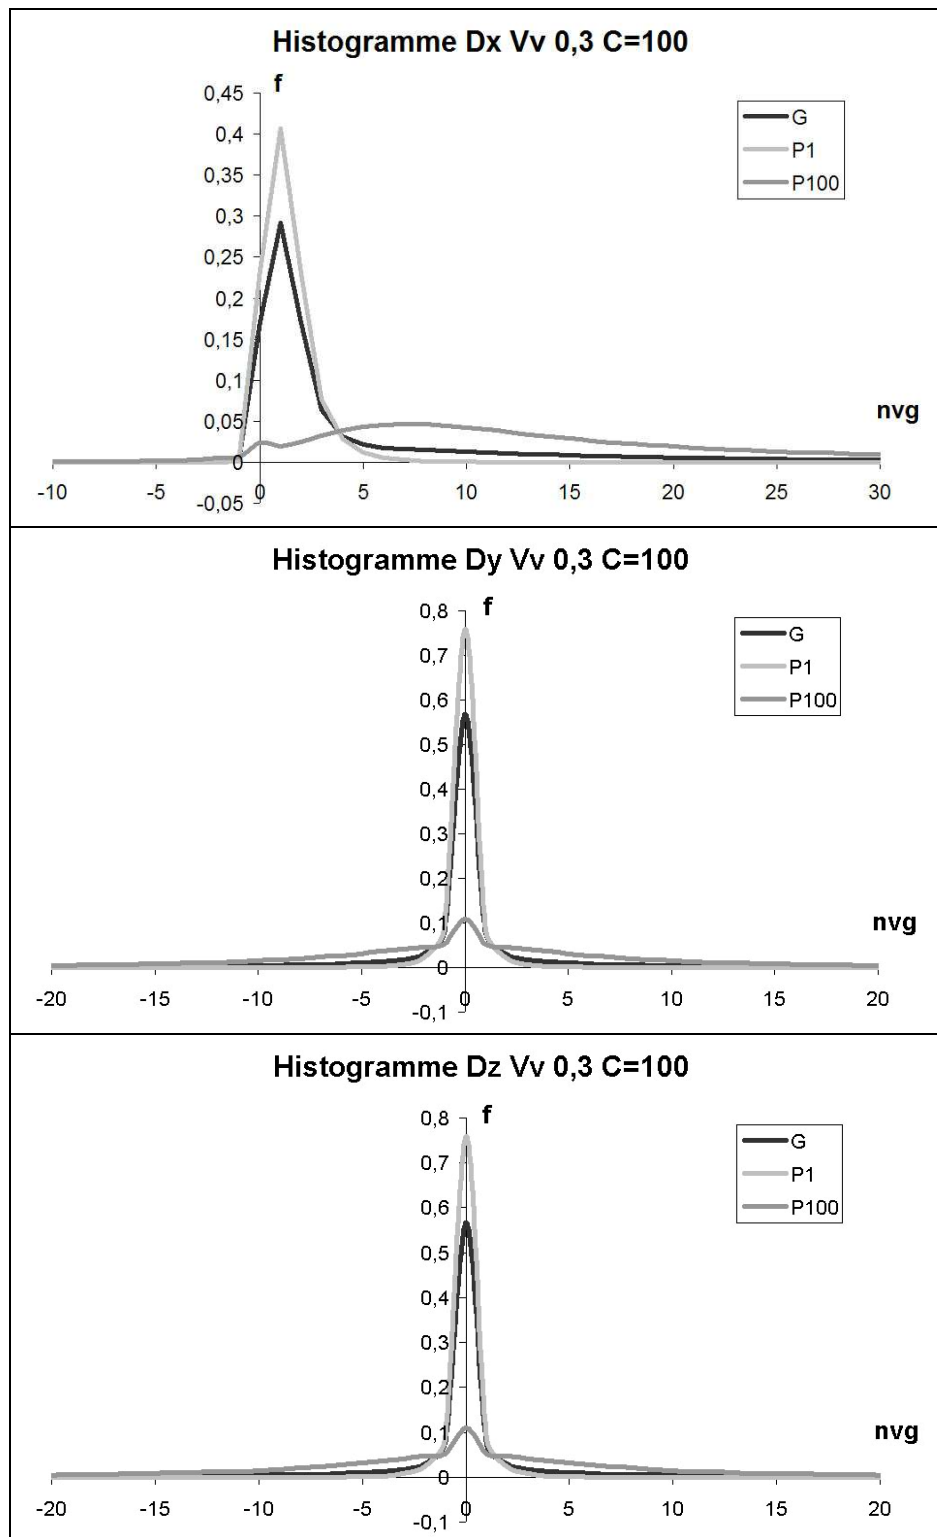 Histogramme Dx Vv 0,3 C=100
f
0,45
0,4
0,35
0,3
0,25
0,2
0,15
0,1
0,05
0
-0,05
-10 -5 0 5 10 15 20 25 30
nvg
G
P1
P100
Histogramme Dy Vv 0,3 C=100
f
0,8
0,7
0,6
0,5
0,4
0,3
0,2
0,1
0
-0,1
-20 -15 -10 -5 0 5 10 15 20
nvg
G
P1
P100
Histogramme Dz Vv 0,3 C=100
f
0,8
0,7
0,6
0,5
0,4
0,3
0,2
0,1
0
-0,1
-20 -15 -10 -5 0 5 10 15 20
nvg
G
P1
P100